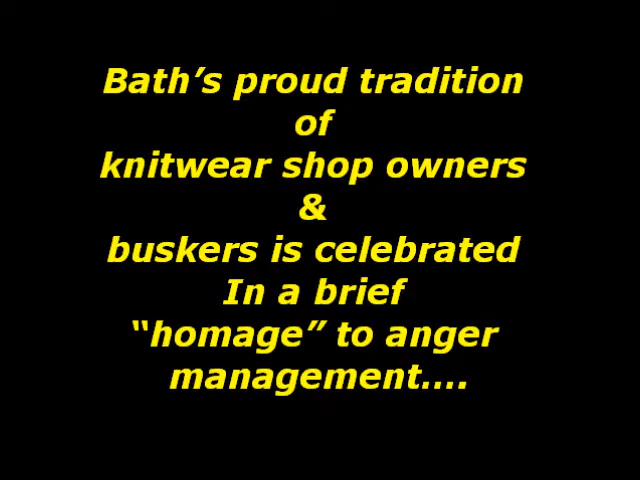 Bath’s proud tradition
of
knitwear shop owners
&
buskers is celebrated
In a brief
“homage” to anger
management....